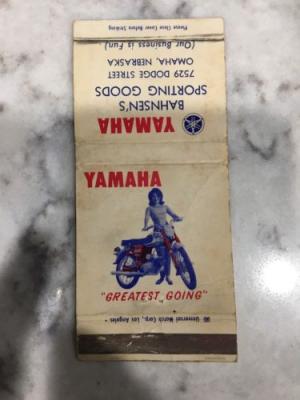 Please Close Cover Before Striking
(Our Business is Fun)
OMAHA, NEBRASKA
7529 DODGE STREET
SPORTING GOODS
BAHNSEN'S
YAMAHA
YAMAHA
"GREATEST GOING"
Universal Match Corp., Los Angeles